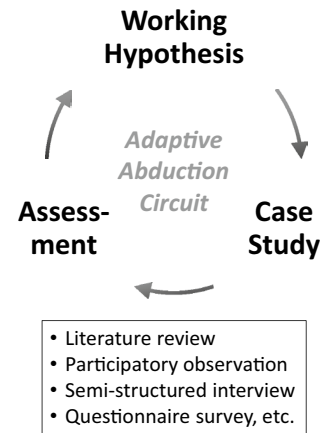 Working
Hypothesis
Adaptive
Abduction
Circuit
Assess-
ment
Case
Study
• Literature review
• Participatory observation
• Semi-structured interview
• Questionnaire survey, etc.